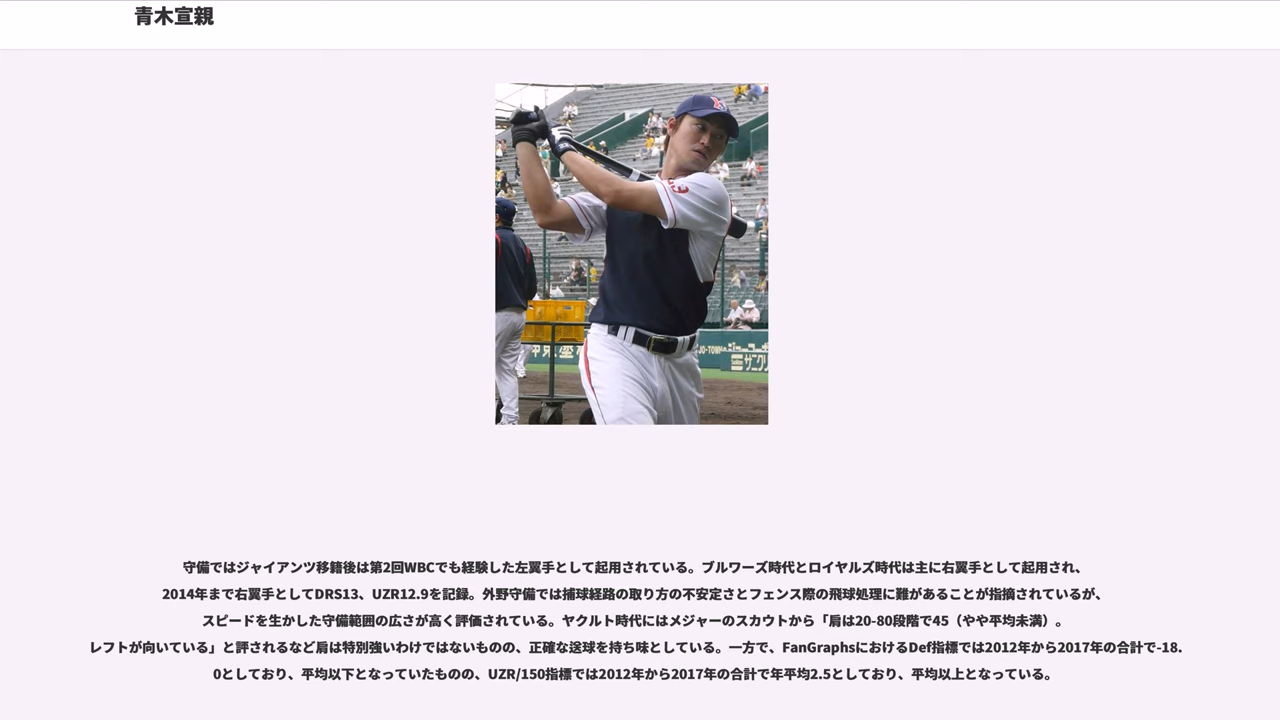 青木宣親
守備ではジャイアンツ移籍後は第2回WBCでも経験した左翼手として起用されている。ブルワーズ時代とロイヤルズ時代は主に右翼手として起用され、
2014年まで右翼手としてDRS13、UZR12.9を記録。外野守備では捕球経路の取り方の不安定さとフェンス際の飛球処理に難があることが指摘されているが、
スピードを生かした守備範囲の広さが高く評価されている。ヤクルト時代にはメジャーのスカウトから「肩は20-80段階で45（やや平均未満）。
レフトが向いている」と評されるなど肩は特別強いわけではないものの、正確な送球を持ち味としている。一方で、FanGraphsにおけるDef指標では2012年から2017年の合計で-18.
0としており、平均以下となっていたものの、UZR/150指標では2012年から2017年の合計で年平均2.5としており、平均以上となっている。